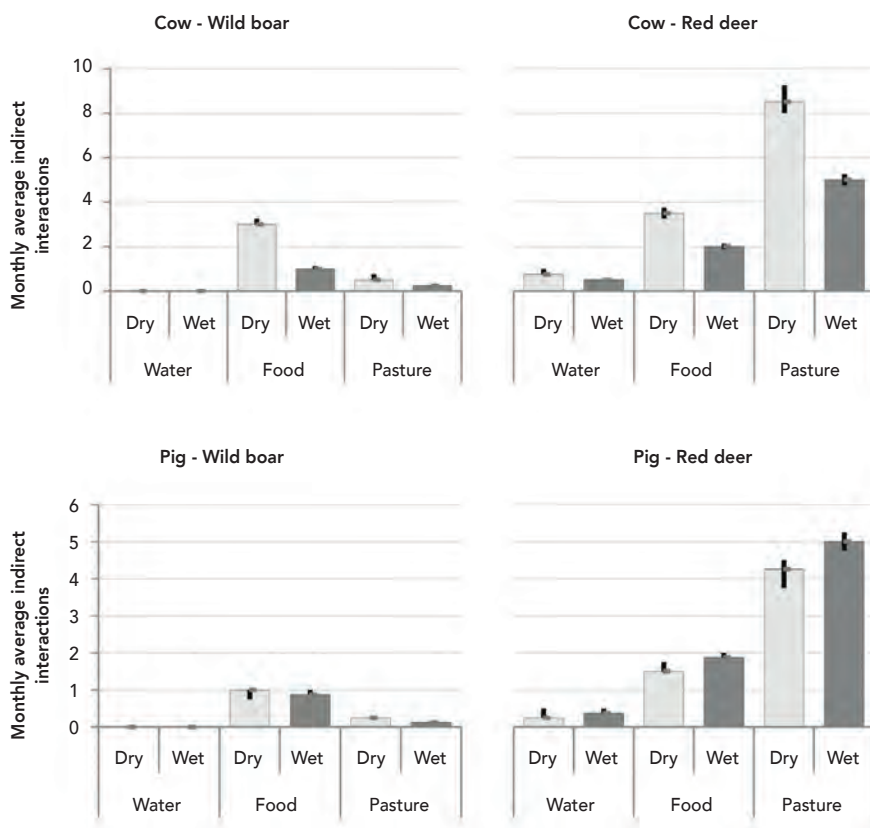 Cow - Wild boar
Cow - Red deer
Monthly average indirect
interactions
10
8
6
4
2
0
Dry Wet Dry Wet Dry Wet
Water Food Pasture
Dry Wet Dry Wet Dry Wet
Water Food Pasture
Pig - Wild boar
Pig - Red deer
Monthly average indirect
interactions
6
5
4
3
2
1
0
Dry Wet Dry Wet Dry Wet
Water Food Pasture
Dry Wet Dry Wet Dry Wet
Water Food Pasture